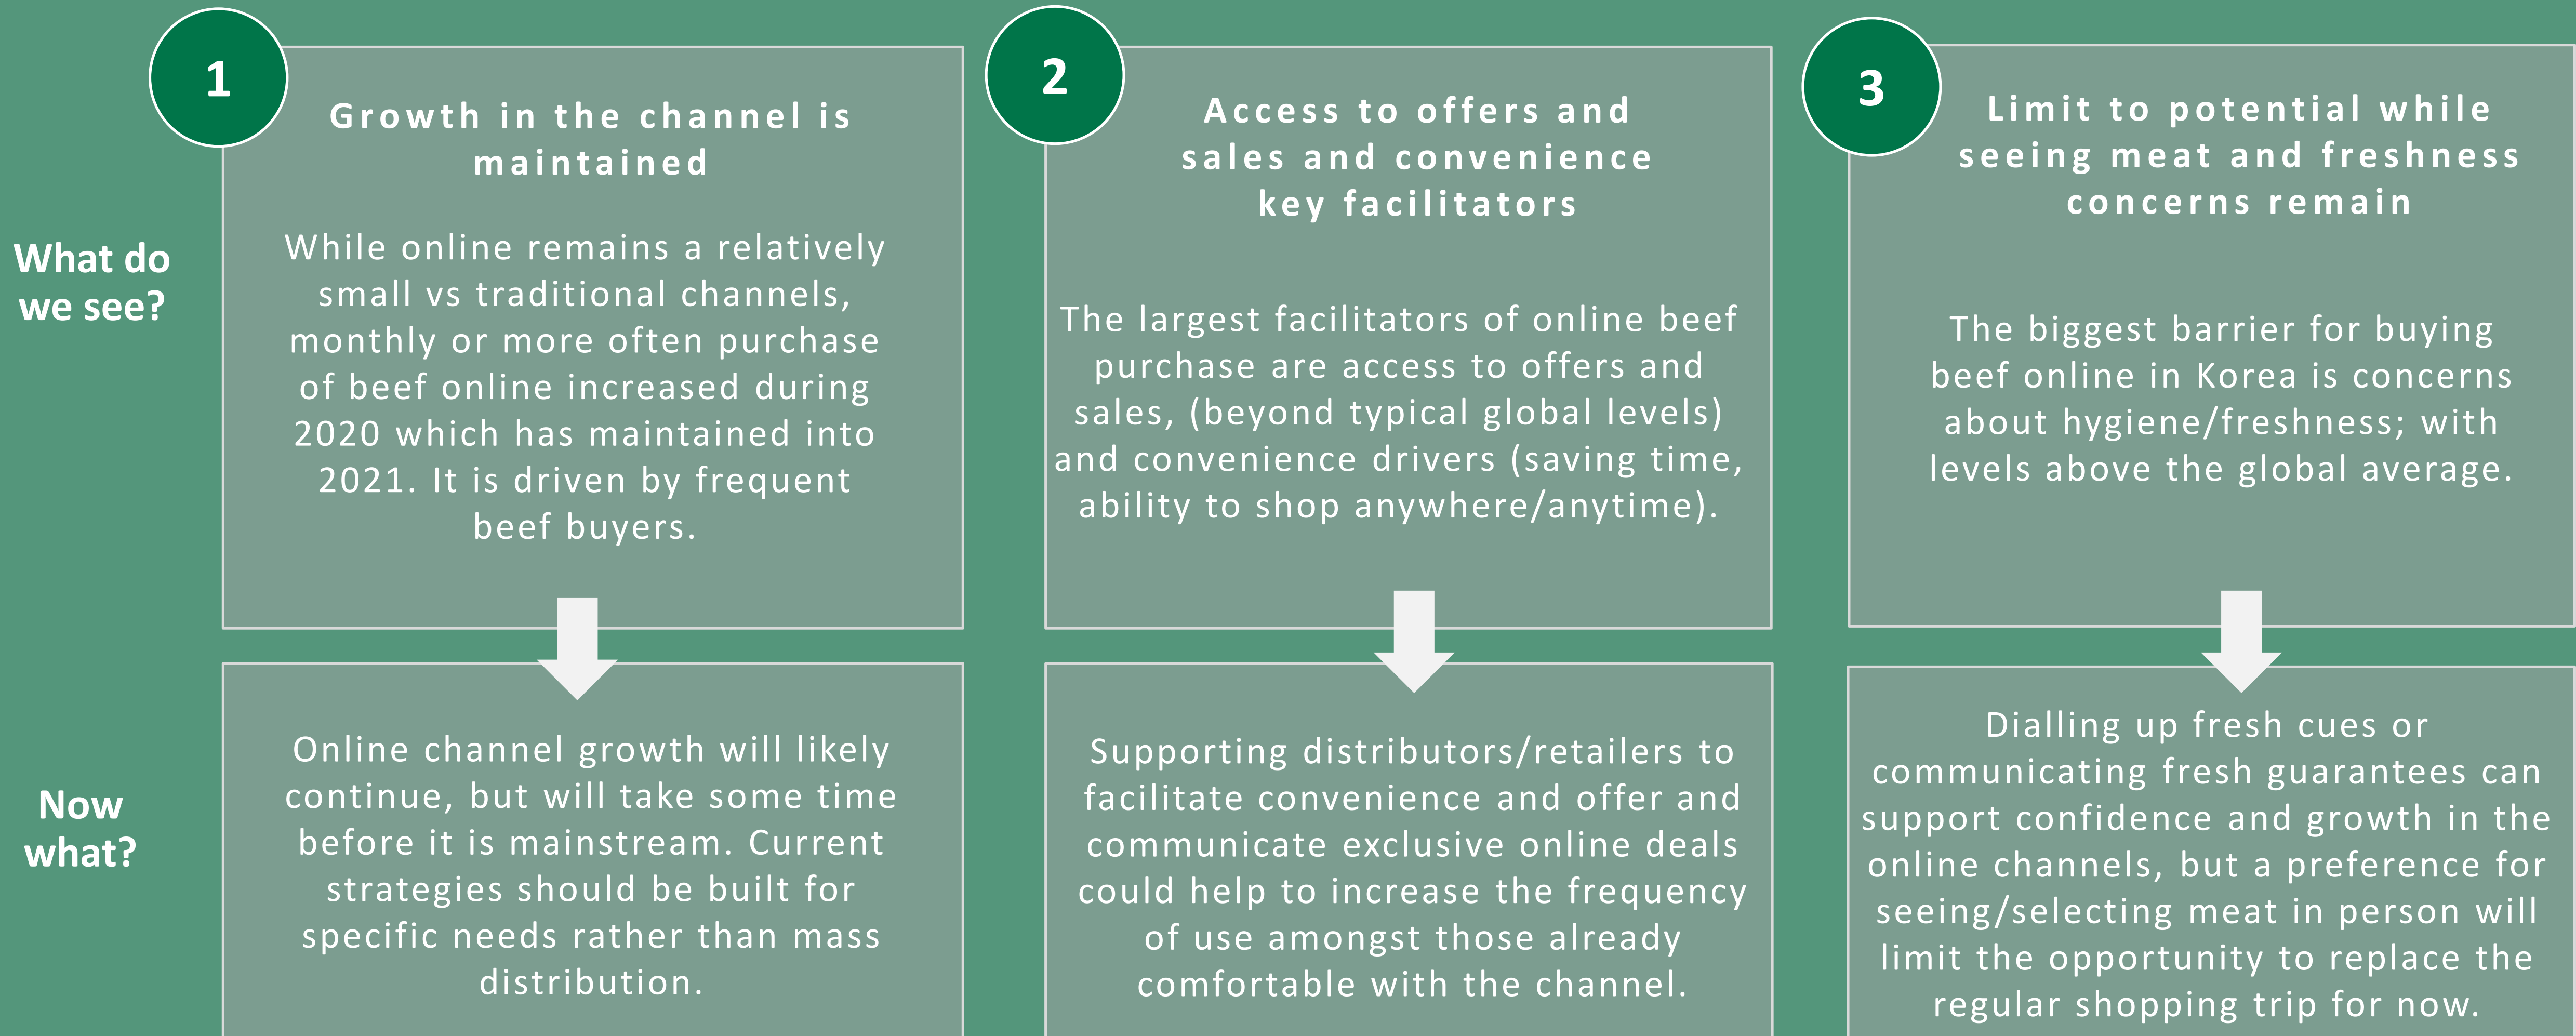 What do
we see?
1
Growth in the channel is
maintained
While online remains a relatively
small vs traditional channels,
monthly or more often purchase
of beef online increased during
2020 which has maintained into
2021. It is driven by frequent
beef buyers.
2
Access to offers and
sales and convenience
key facilitators
The largest facilitators of online beef
purchase are access to offers and
sales, (beyond typical global levels)
and convenience drivers (saving time,
ability to shop anywhere/anytime).
3
Limit to potential while
seeing meat and freshness
concerns remain
The biggest barrier for buying
beef online in Korea is concerns
about hygiene/freshness; with
levels above the global average.
Now
what?
Online channel growth will likely
continue, but will take some time
before it is mainstream. Current
strategies should be built for
specific needs rather than mass
distribution.
Supporting distributors/retailers to
facilitate convenience and offer and
communicate exclusive online deals
could help to increase the frequency
of use amongst those already
comfortable with the channel.
Dialling up fresh cues or
communicating fresh guarantees can
support confidence and growth in the
online channels, but a preference for
seeing/selecting meat in person will
limit the opportunity to replace the
regular shopping trip for now.